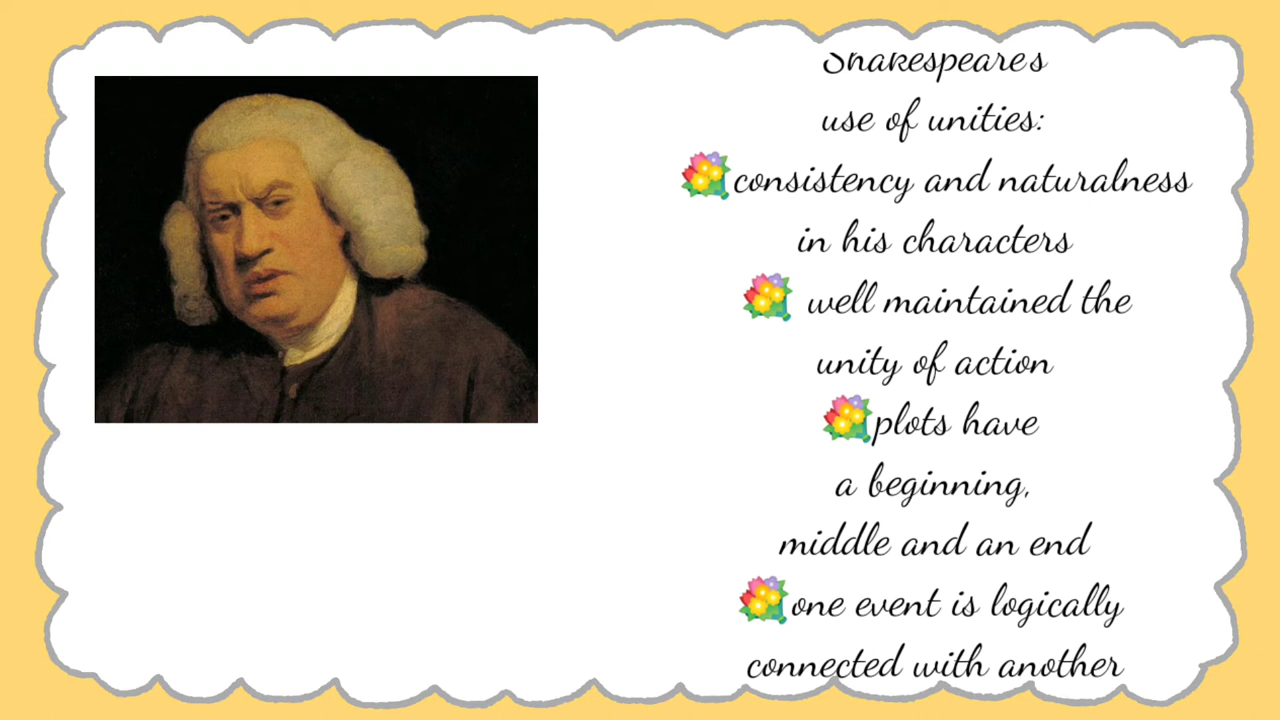 Shakespeare's
use of unities:
consistency and naturalness
in his characters
well maintained the
unity of action
plots have
a beginning,
middle and an end
one event is logically
connected with another